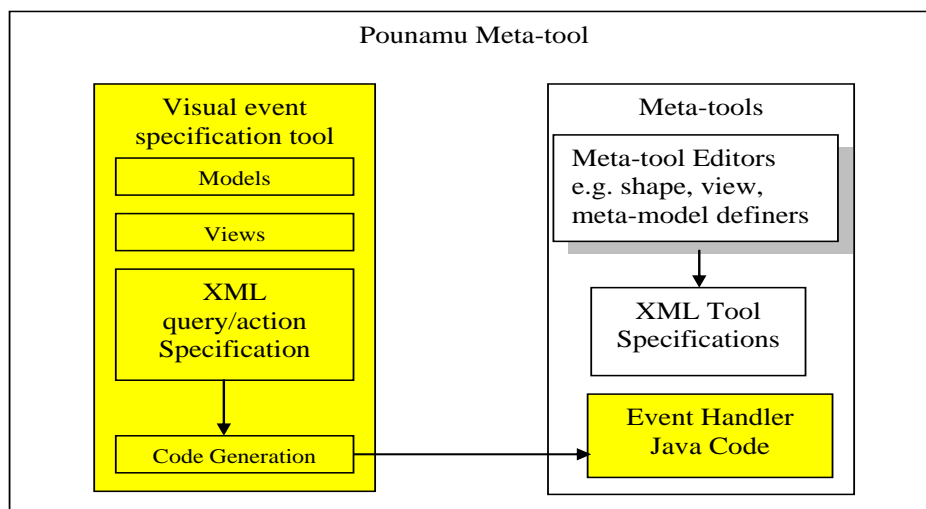 Pounamu Meta-tool
Visual event
specification tool
Models
Views
XML
query/action
Specification
Code Generation
Meta-tools
Meta-tool Editors
e.g. shape, view,
meta-model definers
XML Tool
Specifications
Event Handler
Java Code